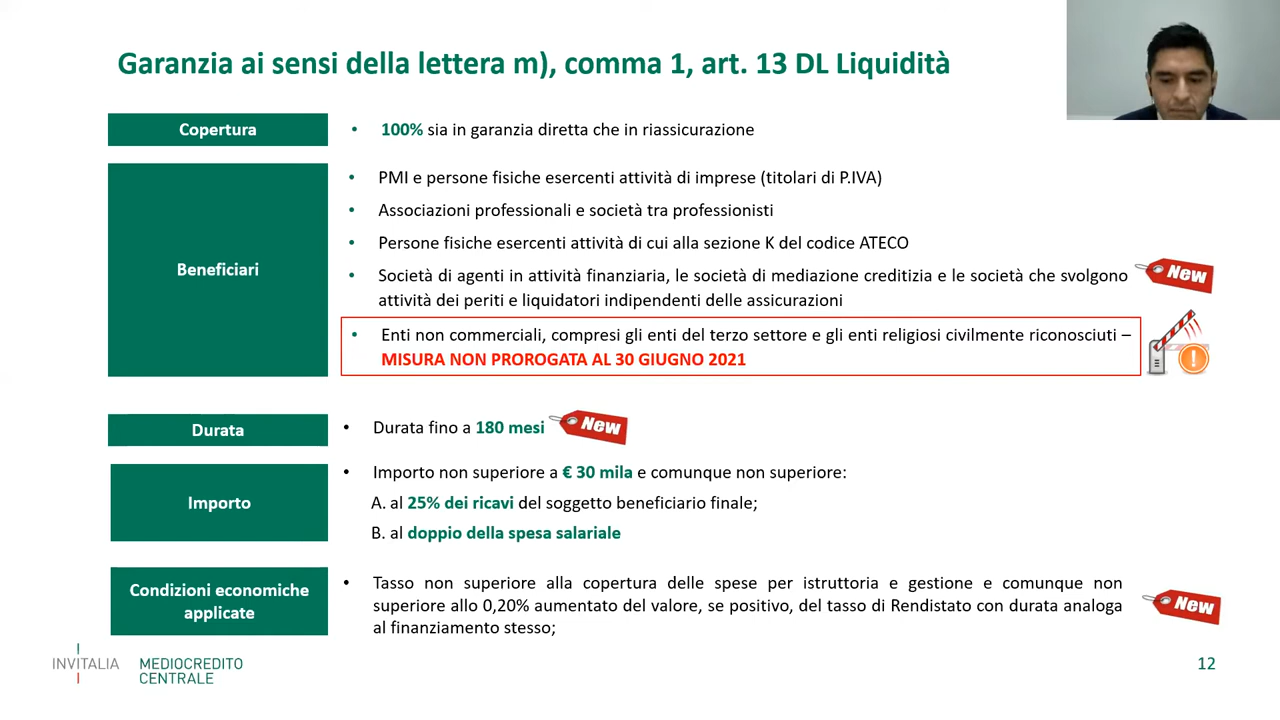 Garanzia ai sensi della lettera m), comma 1, art. 13 DL Liquidità
Copertura
• 100% sia in garanzia diretta che in riassicurazione
Beneficiari
• PMI e persone fisiche esercenti attività di imprese (titolari di P.IVA)
• Associazioni professionali e società tra professionisti
• Persone fisiche esercenti attività di cui alla sezione K del codice ATECO
• Società di agenti in attività finanziaria, le società di mediazione creditizia e le società che svolgono
attività dei periti e liquidatori indipendenti delle assicurazioni
New
• Enti non commerciali, compresi gli enti del terzo settore e gli enti religiosi civilmente riconosciuti –
MISURA NON PROROGATA AL 30 GIUGNO 2021
Durata
• Durata fino a 180 mesi
New
Importo
• Importo non superiore a € 30 mila e comunque non superiore:
A. al 25% dei ricavi del soggetto beneficiario finale;
B. al doppio della spesa salariale
Condizioni economiche
applicate
• Tasso non superiore alla copertura delle spese per istruttoria e gestione e comunque non
superiore allo 0,20% aumentato del valore, se positivo, del tasso di Rendistato con durata analoga
al finanziamento stesso;
New
INVITALIA
MEDIOCREDITO
CENTRALE
12